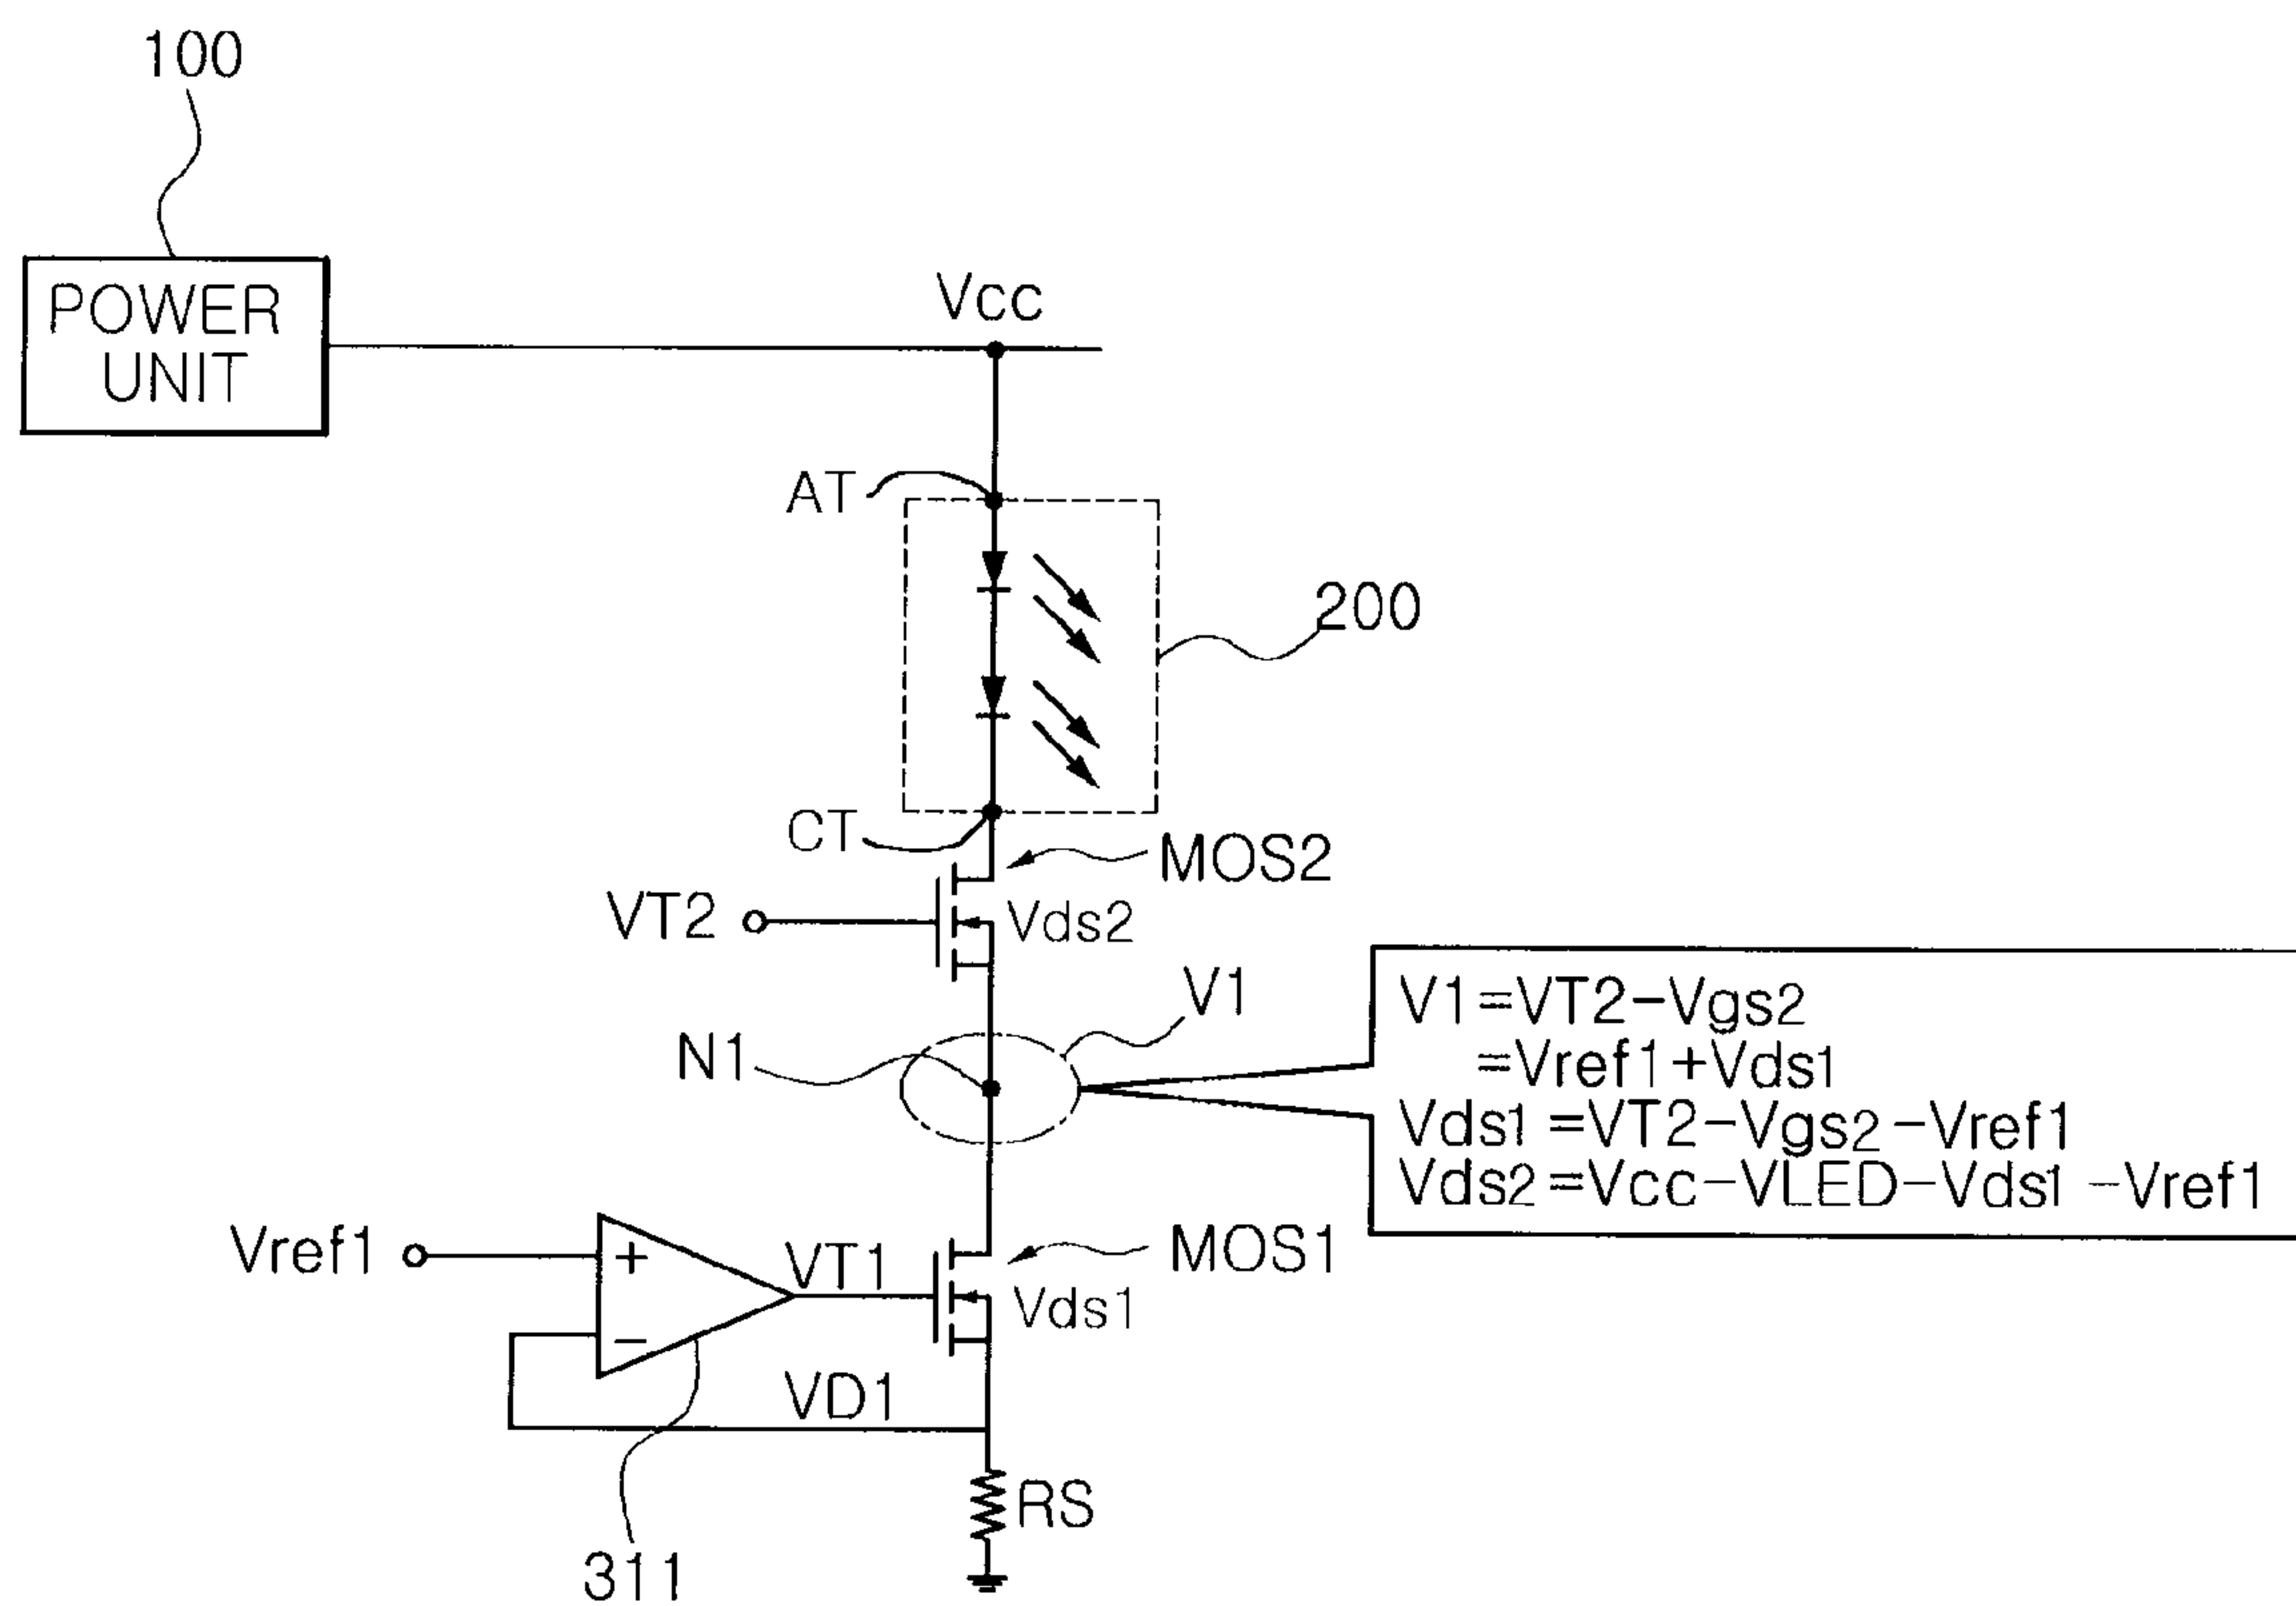 100
POWER
UNIT
Vcc
AT
200
CT
MOS2
VT2
Vds2
V1
N1
V1=VT2-Vgs2
=Vref1+Vds1
Vds1=VT2-Vgs2-Vref1
Vds2=Vcc-VLED-Vds1-Vref1
Vref1
+
-
VT1
MOS1
Vds1
VD1
RS
311